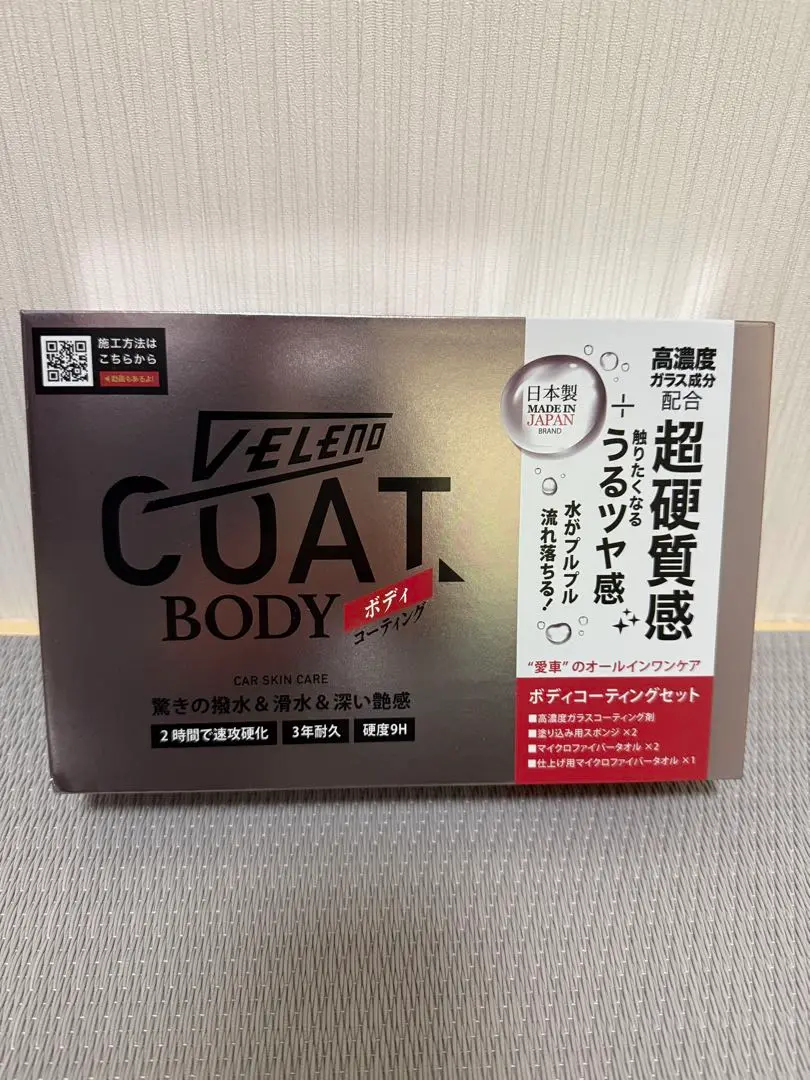 施工方法は
こちらから
◀動画もあるよ!
VELENO
COAT
BODY
ボディ
コーティング
CAR SKIN CARE
驚きの撥水&滑水&深い艶感
2時間で速攻硬化
3年耐久
硬度9H
日本製
MADE IN
JAPAN
BRAND
高濃度
ガラス成分
配合
超硬質感
+
触りたくなる
うるツヤ感
水がプルプル
流れ落ちる!
“愛車”のオールインワンケア
ボディコーティングセット
■高濃度ガラスコーティング剤
■塗り込み用スポンジ ×2
■マイクロファイバータオル ×2
■仕上げ用マイクロファイバータオル ×1